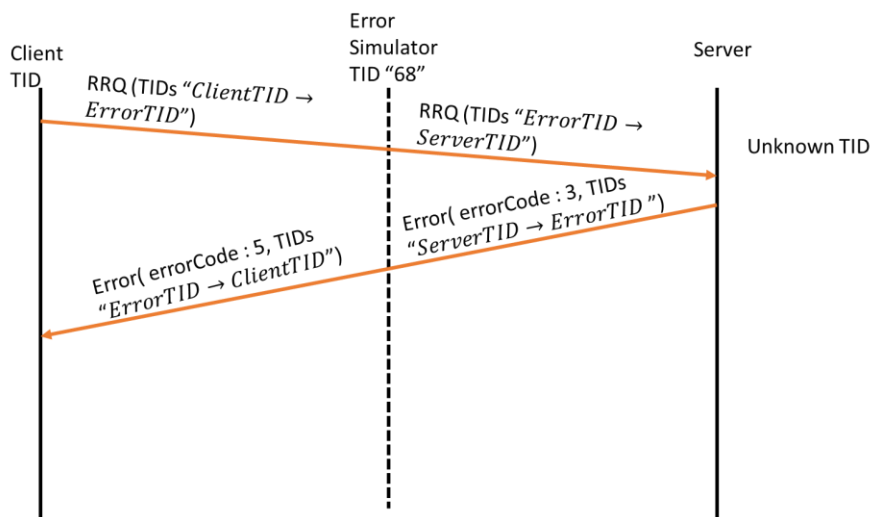 Client
TID
Error
Simulator
TID “68”
Server
RRQ (TIDs “ClientTID →
ErrorTID”)
RRQ (TIDs “ErrorTID →
ServerTID”)
Unknown TID
Error( errorCode : 3, TIDs
“ServerTID → ErrorTID ”)
Error( errorCode : 5, TIDs
“ErrorTID → ClientTID”)